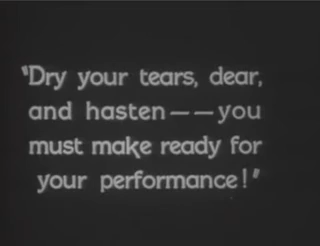 "Dry your tears, dear,
and hasten——you
must make ready for
your performance!"